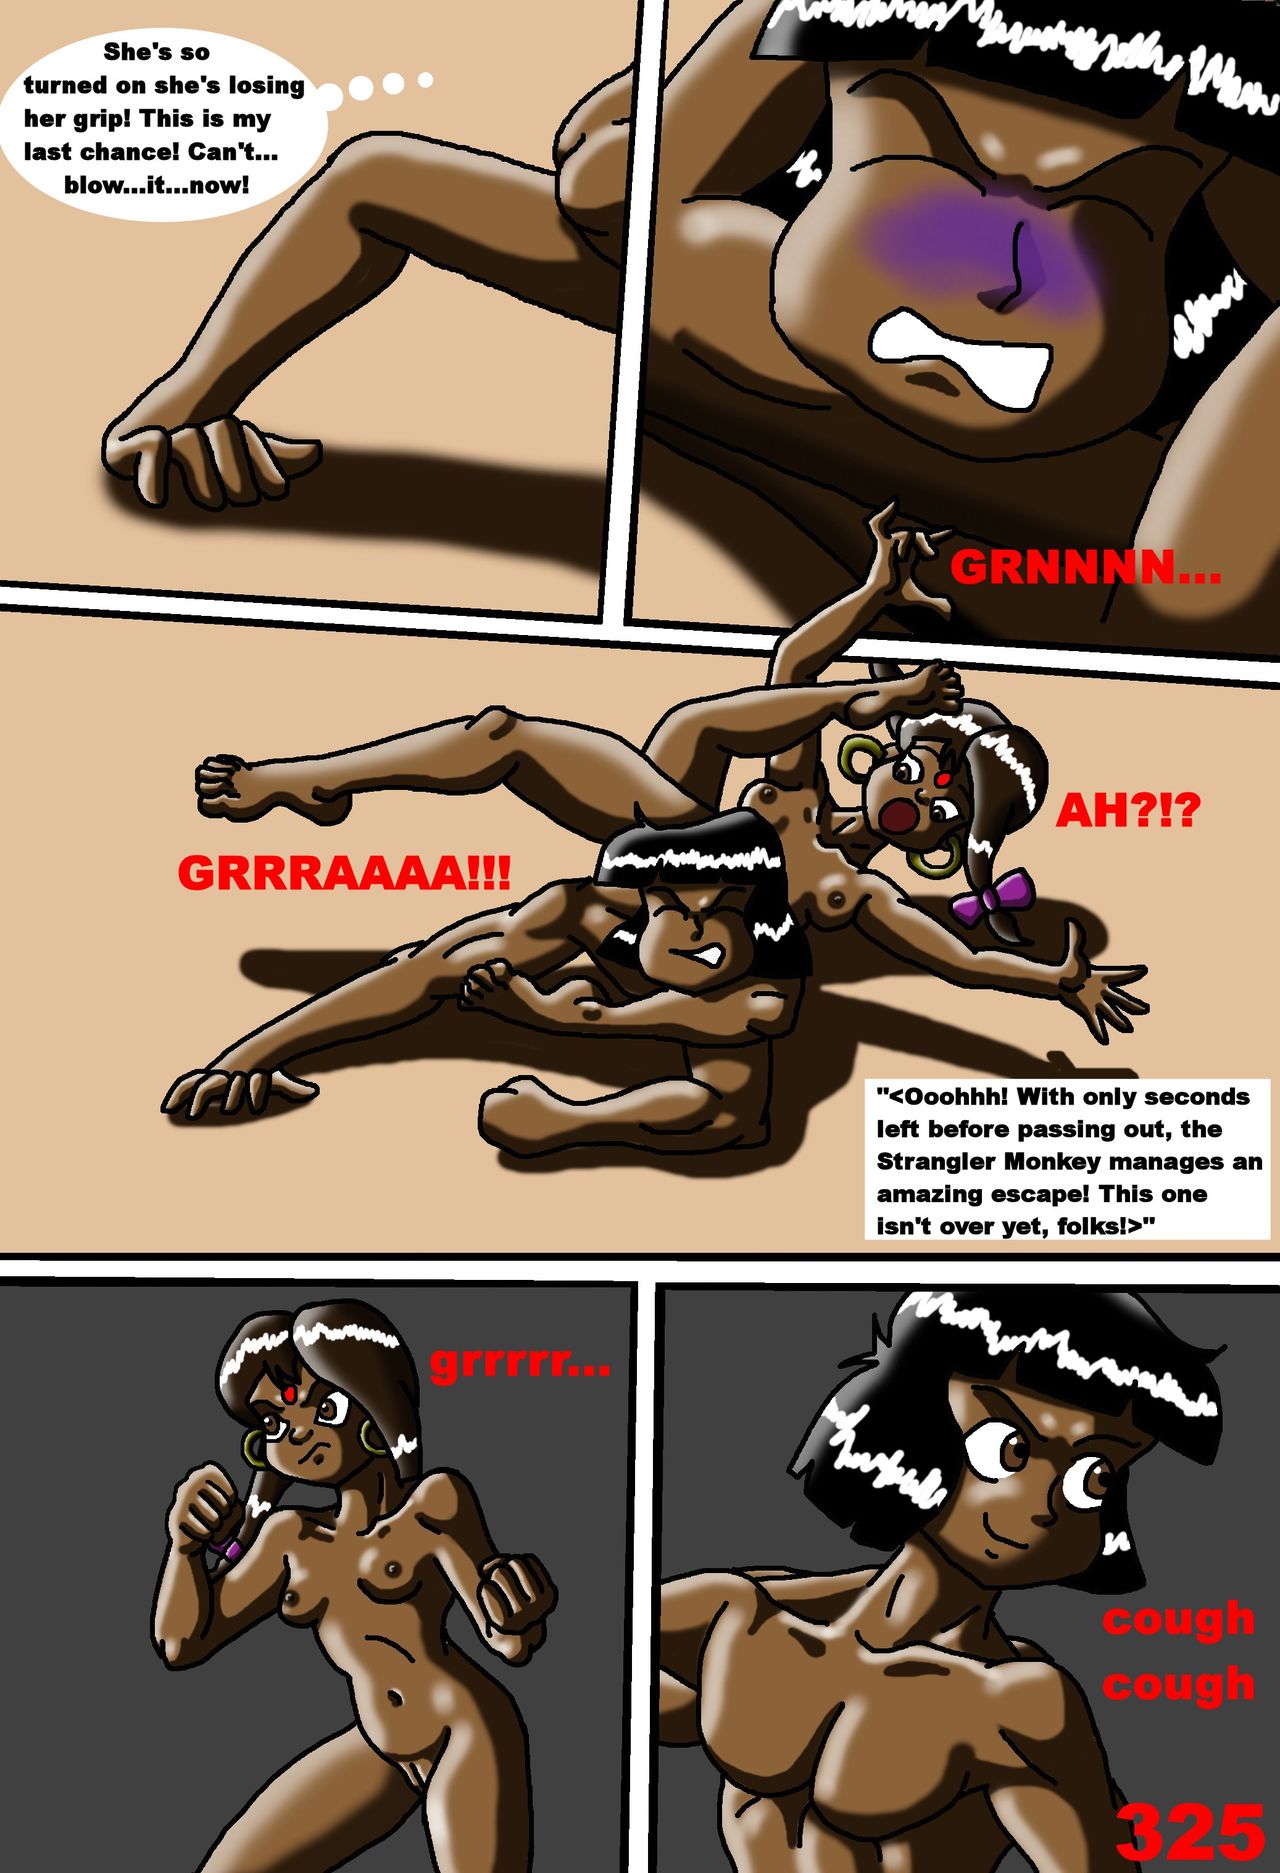 She's so
turned on she's losing
her grip! This is my
last chance! Can't...
blow...it...now!
GRNNNN...
AH?!?
GRRRAAAA!!!
"<Ooohhh! With only seconds
left before passing out, the
Strangler Monkey manages an
amazing escape! This one
isn't over yet, folks!>"
grrrrr...
cough
cough
325